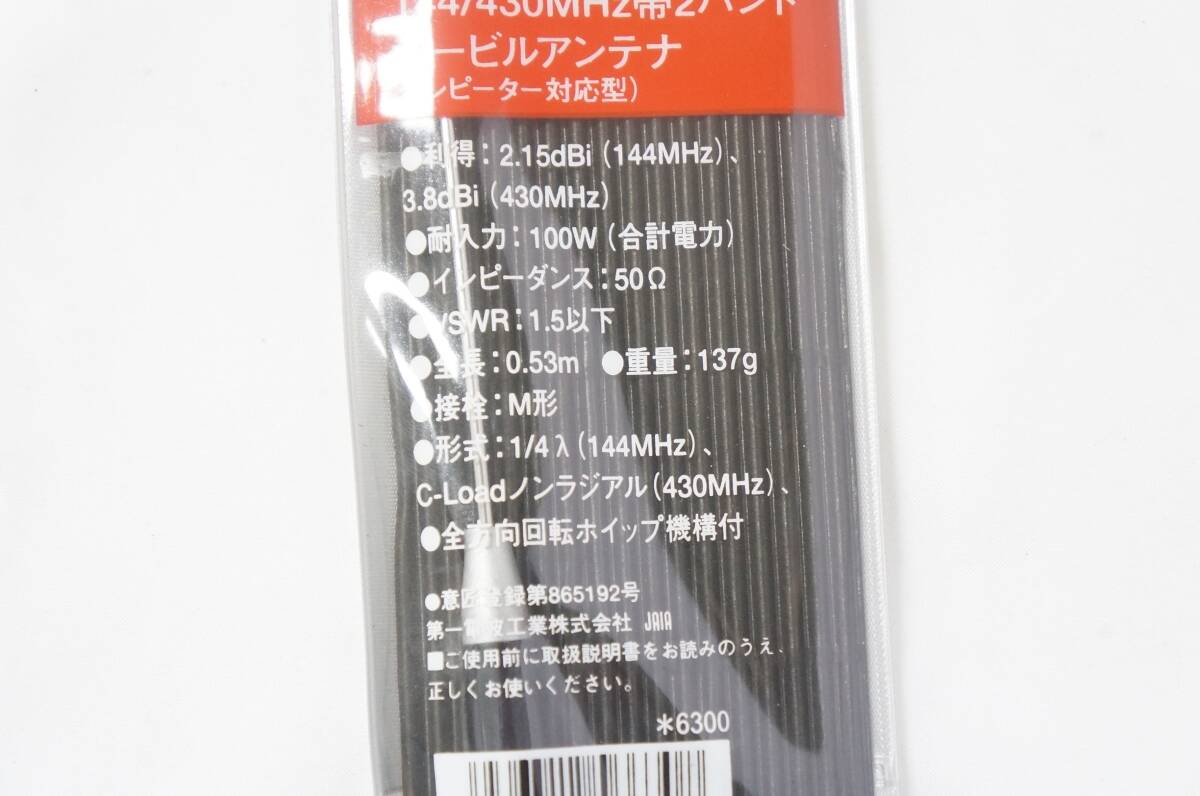 144/430MHz帯2バンド
モービルアンテナ
(レピーター対応型)
●利得：2.15dBi（144MHz）、
3.8dBi（430MHz）
●耐入力：100W（合計電力）
●インピーダンス：50Ω
●VSWR：1.5以下
●全長：0.53m ●重量：137g
●接栓：M形
●形式：1/4λ（144MHz）、
C-Loadノンラジアル（430MHz）、
●全方向回転ホイップ機構付
●意匠登録第865192号
第一電波工業株式会社 JAIA
■ご使用前に取扱説明書をお読みのうえ、
正しくお使いください。
＊6300